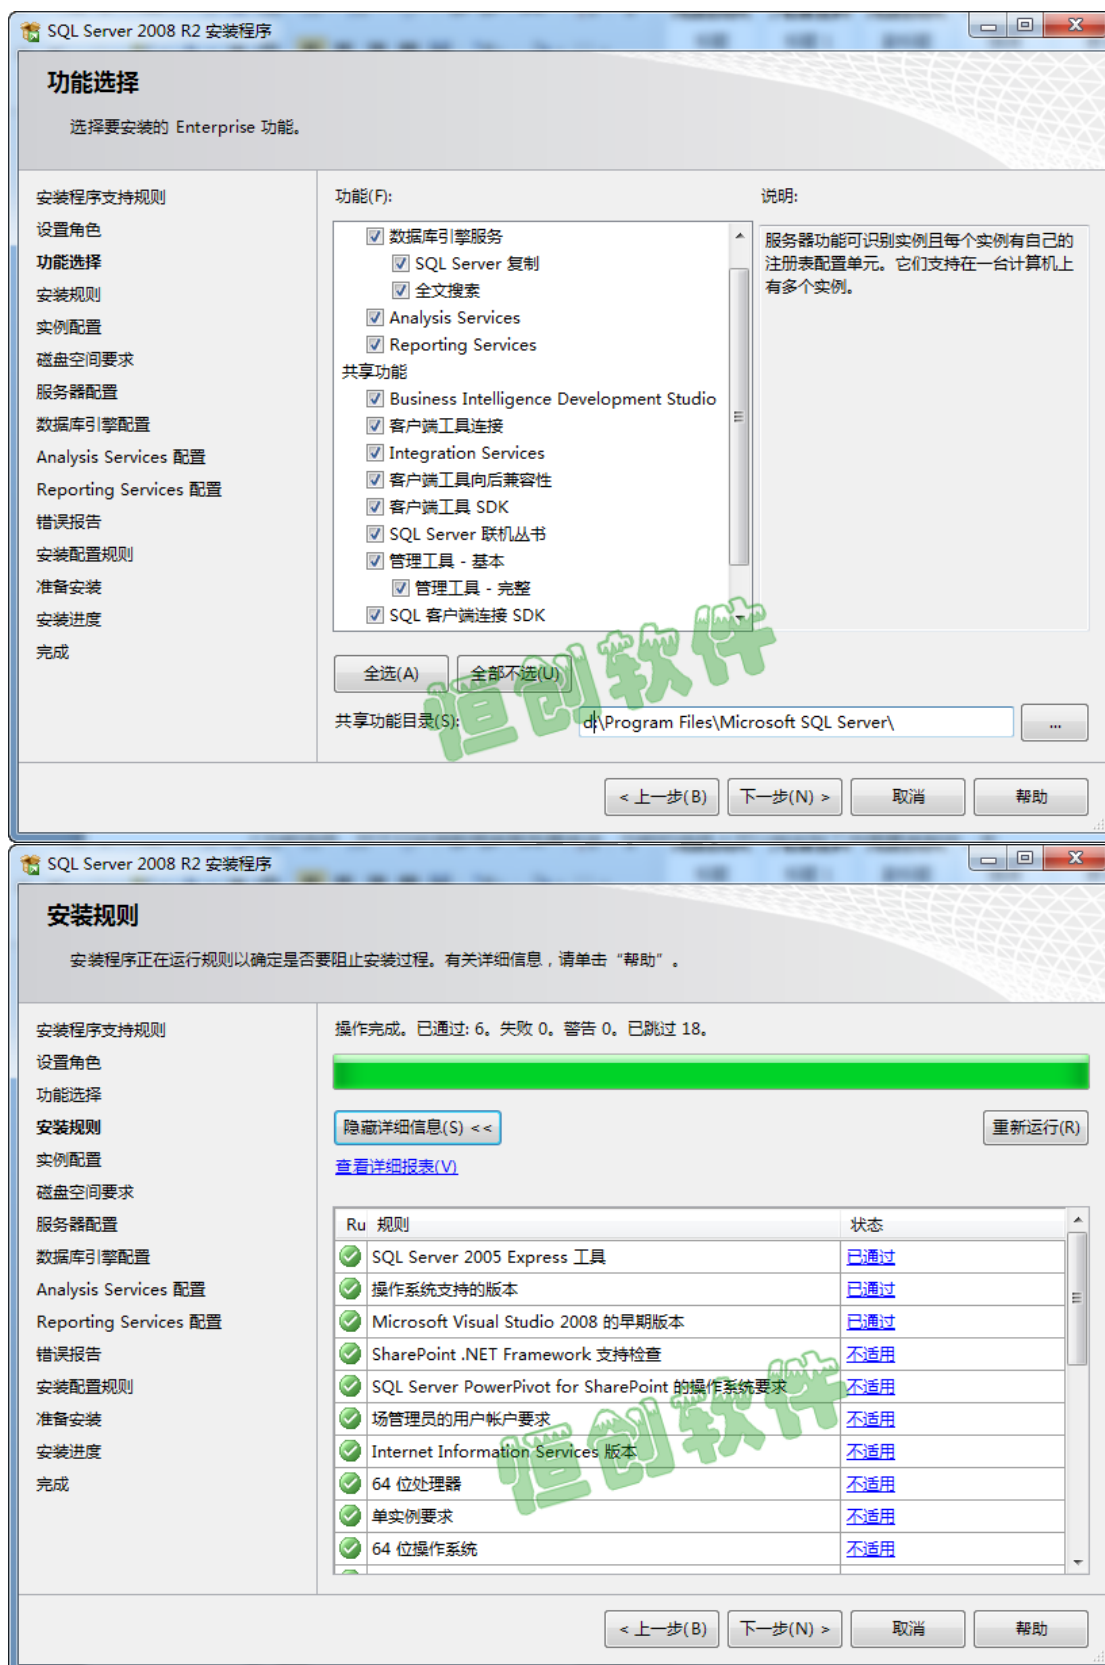 SQL Server 2008 R2 安装程序
功能选择
选择要安装的 Enterprise 功能。
安装程序支持规则
设置角色
功能选择
安装规则
实例配置
磁盘空间要求
服务器配置
数据库引擎配置
Analysis Services 配置
Reporting Services 配置
错误报告
安装配置规则
准备安装
安装进度
完成
功能(F):
数据库引擎服务
SQL Server 复制
全文搜索
Analysis Services
Reporting Services
共享功能
Business Intelligence Development Studio
客户端工具连接
Integration Services
客户端工具向后兼容性
客户端工具 SDK
SQL Server 联机丛书
管理工具 - 基本
管理工具 - 完整
SQL 客户端连接 SDK
说明:
服务器功能可识别实例且每个实例有自己的
注册表配置单元。它们支持在一台计算机上
有多个实例。
全选(A)
全部不选(U)
恒创软件
共享功能目录(S):
d:\Program Files\Microsoft SQL Server\
...
< 上一步(B)
下一步(N) >
取消
帮助
SQL Server 2008 R2 安装程序
安装规则
安装程序正在运行规则以确定是否要阻止安装过程。有关详细信息，请单击“帮助”。
安装程序支持规则
设置角色
功能选择
安装规则
实例配置
磁盘空间要求
服务器配置
数据库引擎配置
Analysis Services 配置
Reporting Services 配置
错误报告
安装配置规则
准备安装
安装进度
完成
操作完成。已通过: 6。失败 0。警告 0。已跳过 18。
隐藏详细信息(S) <<
重新运行(R)
查看详细报表(V)
Ru 规则 状态
SQL Server 2005 Express 工具 已通过
操作系统支持的版本 已通过
Microsoft Visual Studio 2008 的早期版本 已通过
SharePoint .NET Framework 支持检查 不适用
SQL Server PowerPivot for SharePoint 的操作系统要求 不适用
场管理员的用户帐户要求 不适用
Internet Information Services 版本 不适用
64 位处理器 不适用
单实例要求 不适用
64 位操作系统 不适用
恒创软件
< 上一步(B)
下一步(N) >
取消
帮助